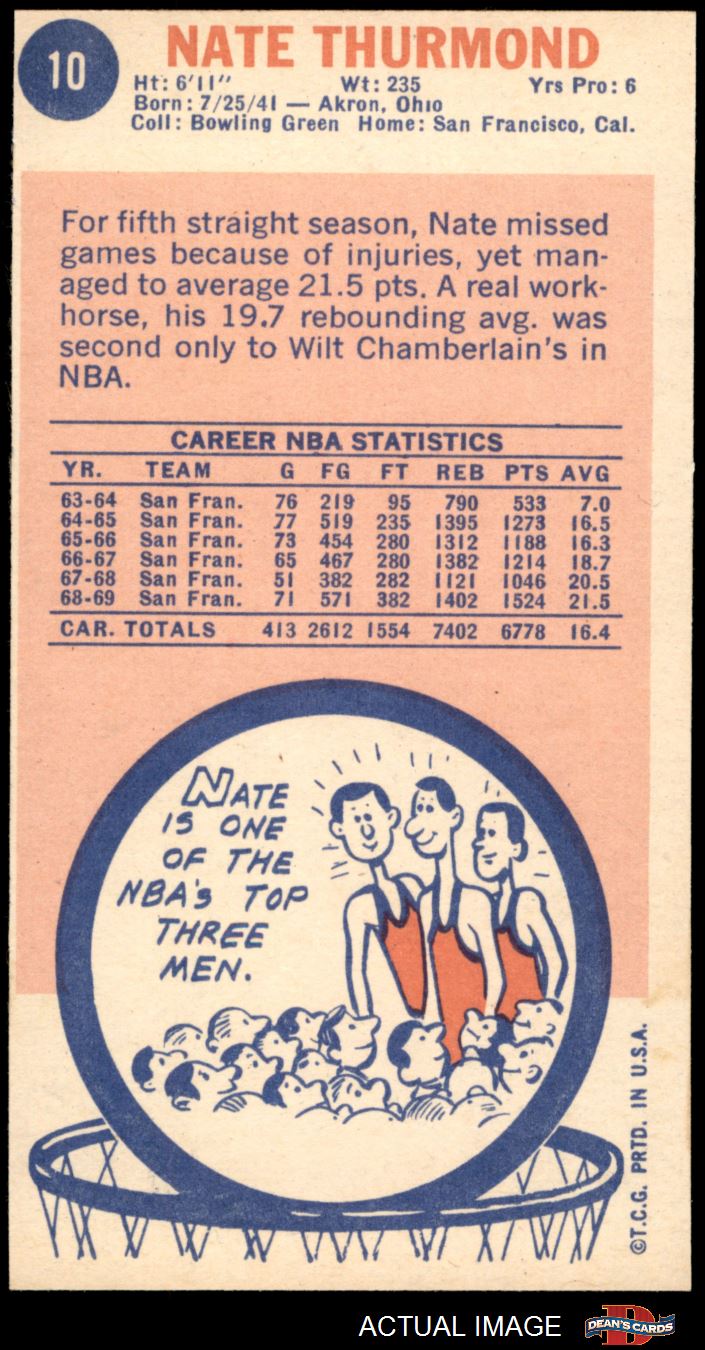 10
NATE THURMOND
Ht: 6'11" Wt: 235 Yrs Pro: 6
Born: 7/25/41 — Akron, Ohio
Coll: Bowling Green Home: San Francisco, Cal.
For fifth straight season, Nate missed
games because of injuries, yet man-
aged to average 21.5 pts. A real work-
horse, his 19.7 rebounding avg. was
second only to Wilt Chamberlain's in
NBA.
CAREER NBA STATISTICS
YR. TEAM G FG FT REB PTS AVG
63-64 San Fran. 76 219 95 790 533 7.0
64-65 San Fran. 77 519 235 1395 1273 16.5
65-66 San Fran. 73 454 280 1312 1188 16.3
66-67 San Fran. 65 467 280 1382 1214 18.7
67-68 San Fran. 51 382 282 1121 1046 20.5
68-69 San Fran. 71 571 382 1402 1524 21.5
CAR. TOTALS 413 2612 1554 7402 6778 16.4
NATE
IS ONE
OF THE
NBA'S TOP
THREE
MEN.
©T.C.G. PRTD. IN U.S.A.
ACTUAL IMAGE
D
DEAN'S CARDS